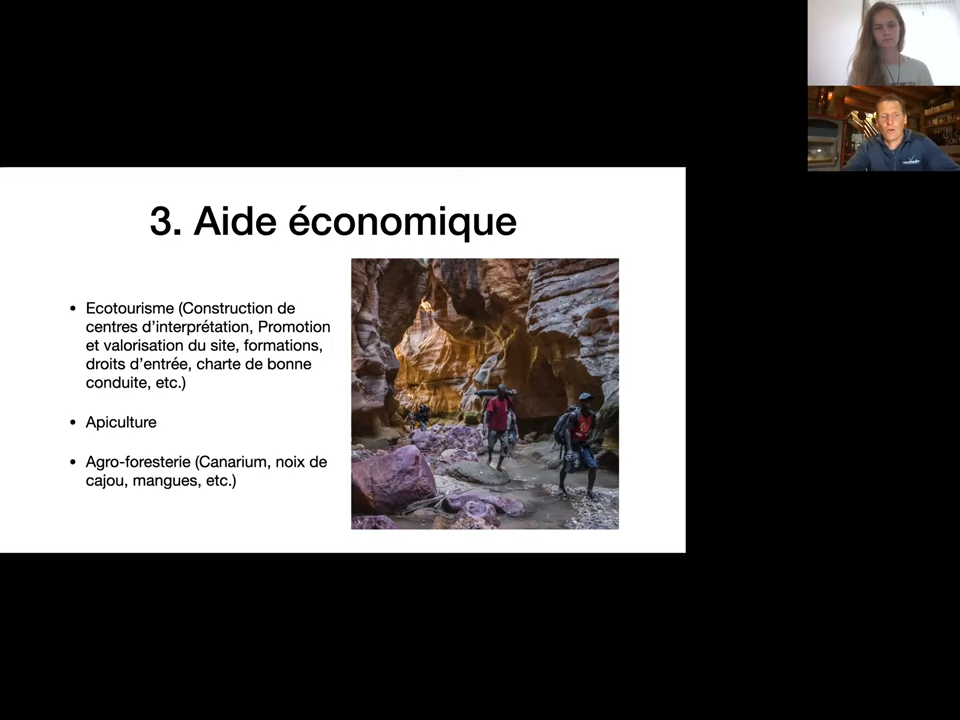 3. Aide économique
• Ecotourisme (Construction de
centres d’interprétation, Promotion
et valorisation du site, formations,
droits d’entrée, charte de bonne
conduite, etc.)
• Apiculture
• Agro-foresterie (Canarium, noix de
cajou, mangues, etc.)